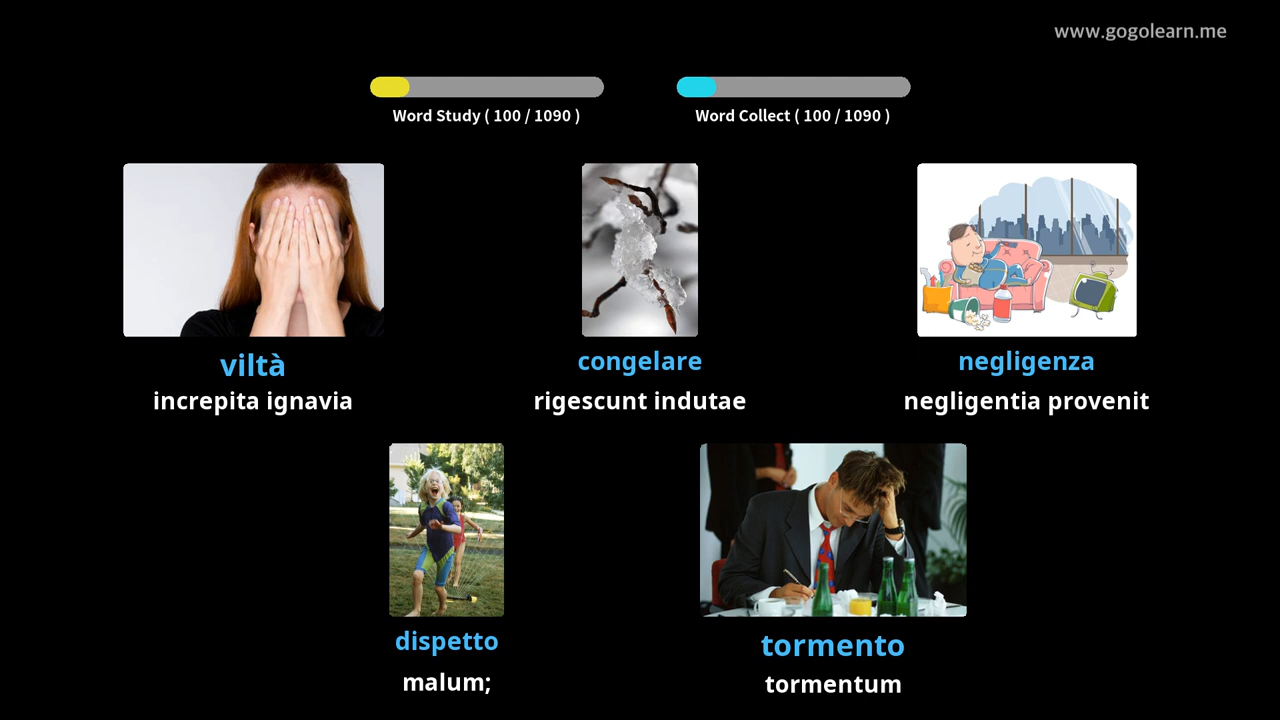 www.gogolearn.me
Word Study ( 100 / 1090 )
Word Collect ( 100 / 1090 )
viltà
increpita ignavia
congelare
rigescunt indutae
negligenza
negligentia provenit
dispetto
malum;
tormento
tormentum